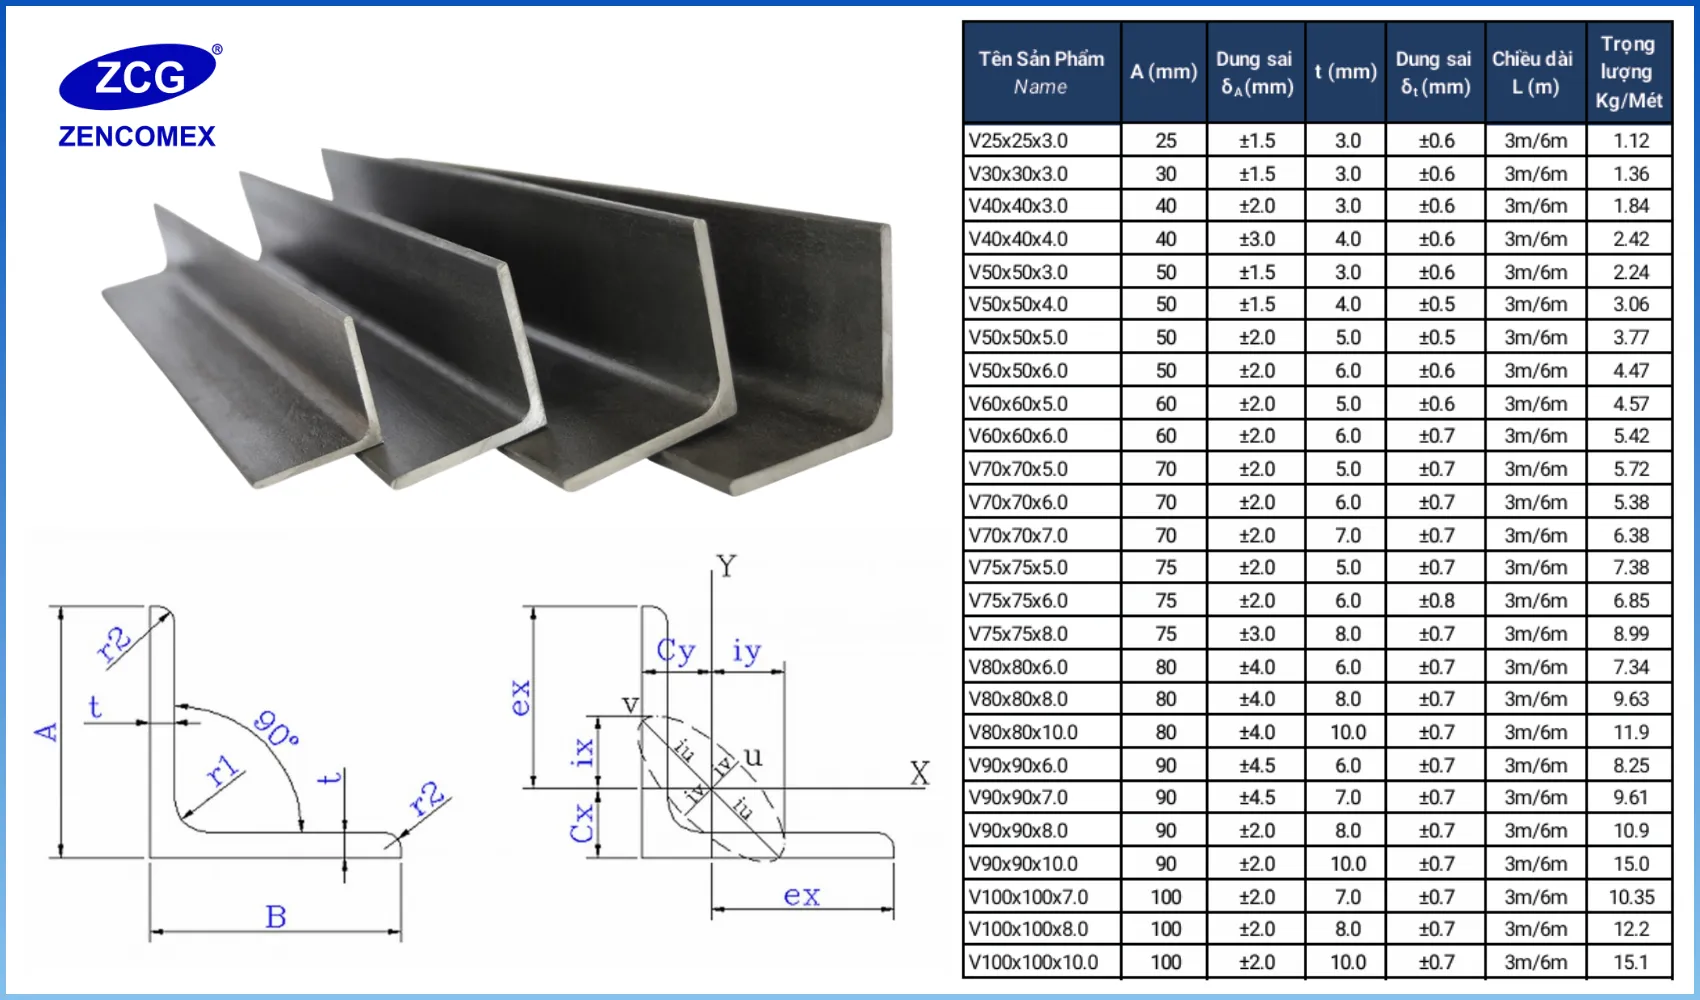 ZCG®
ZENCOMEX
Tên Sản Phẩm Name A (mm) Dung sai δA(mm) t (mm) Dung sai δt (mm) Chiều dài L (m) Trọng lượng Kg/Mét
V25x25x3.0 25 ±1.5 3.0 ±0.6 3m/6m 1.12
V30x30x3.0 30 ±1.5 3.0 ±0.6 3m/6m 1.36
V40x40x3.0 40 ±2.0 3.0 ±0.6 3m/6m 1.84
V40x40x4.0 40 ±3.0 4.0 ±0.6 3m/6m 2.42
V50x50x3.0 50 ±1.5 3.0 ±0.6 3m/6m 2.24
V50x50x4.0 50 ±1.5 4.0 ±0.5 3m/6m 3.06
V50x50x5.0 50 ±2.0 5.0 ±0.5 3m/6m 3.77
V50x50x6.0 50 ±2.0 6.0 ±0.6 3m/6m 4.47
V60x60x5.0 60 ±2.0 5.0 ±0.6 3m/6m 4.57
V60x60x6.0 60 ±2.0 6.0 ±0.7 3m/6m 5.42
V70x70x5.0 70 ±2.0 5.0 ±0.7 3m/6m 5.72
V70x70x6.0 70 ±2.0 6.0 ±0.7 3m/6m 5.38
V70x70x7.0 70 ±2.0 7.0 ±0.7 3m/6m 6.38
V75x75x5.0 75 ±2.0 5.0 ±0.7 3m/6m 7.38
V75x75x6.0 75 ±2.0 6.0 ±0.8 3m/6m 6.85
V75x75x8.0 75 ±3.0 8.0 ±0.7 3m/6m 8.99
V80x80x6.0 80 ±4.0 6.0 ±0.7 3m/6m 7.34
V80x80x8.0 80 ±4.0 8.0 ±0.7 3m/6m 9.63
V80x80x10.0 80 ±4.0 10.0 ±0.7 3m/6m 11.9
V90x90x6.0 90 ±4.5 6.0 ±0.7 3m/6m 8.25
V90x90x7.0 90 ±4.5 7.0 ±0.7 3m/6m 9.61
V90x90x8.0 90 ±2.0 8.0 ±0.7 3m/6m 10.9
V90x90x10.0 90 ±2.0 10.0 ±0.7 3m/6m 15.0
V100x100x7.0 100 ±2.0 7.0 ±0.7 3m/6m 10.35
V100x100x8.0 100 ±2.0 8.0 ±0.7 3m/6m 12.2
V100x100x10.0 100 ±2.0 10.0 ±0.7 3m/6m 15.1
r2
t
A
90°
r1
t
r2
B
Y
Cy
iy
ex
v
ix
iu
iv
u
X
iv
iu
Cx
ex